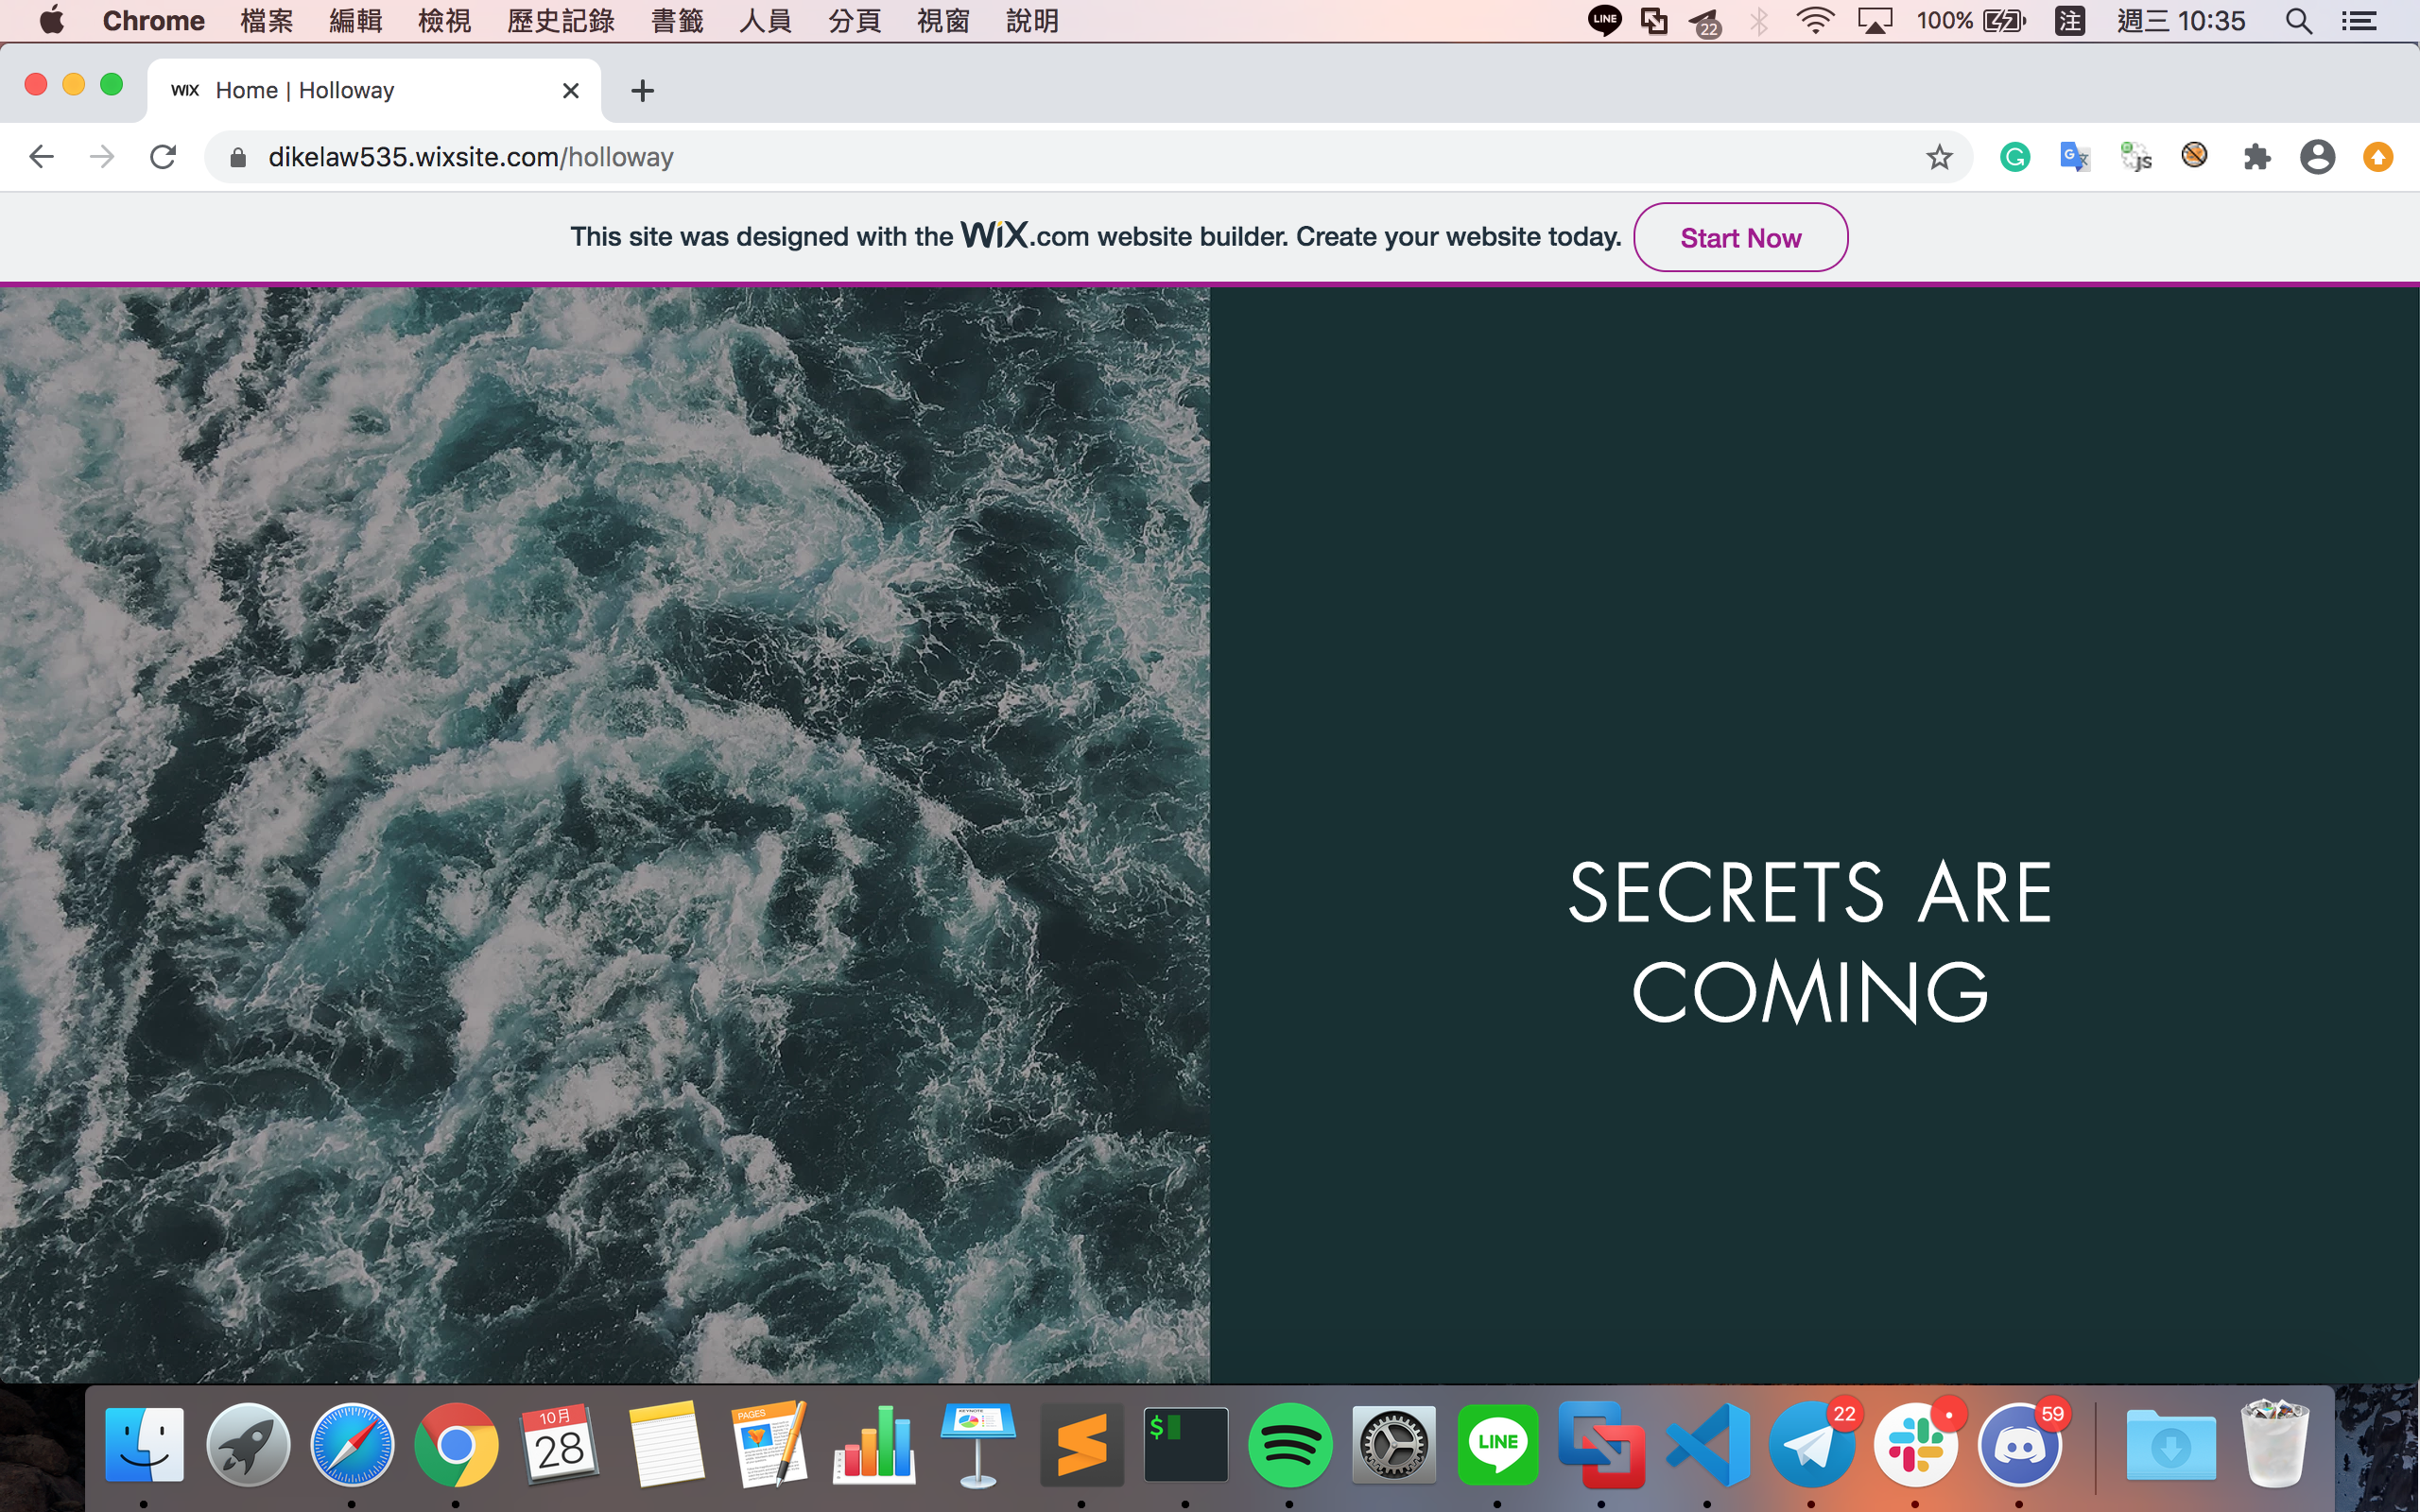 Chrome 檔案 編輯 檢視 歷史記錄 書籤 人員 分頁 視窗 說明 LINE 22 100% 注 週三 10:35
WIX Home | Holloway
dikelaw535.wixsite.com/holloway
This site was designed with the WiX.com website builder. Create your website today. Start Now
SECRETS ARE
COMING
10月
28
PAGES
KEYNOTE
$
LINE
22
59